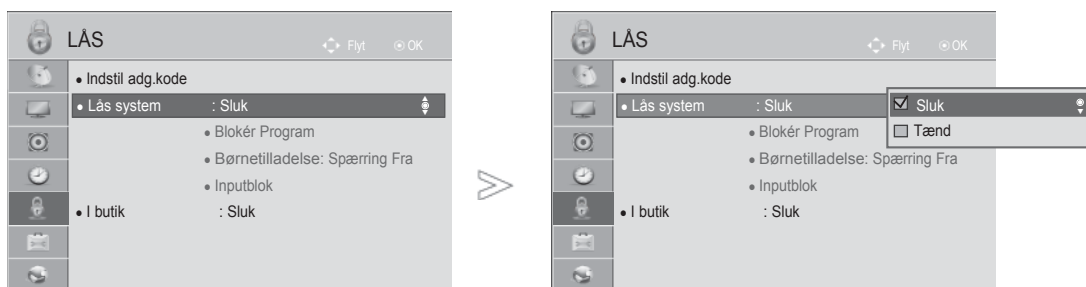 LÅS
Flyt OK
• Indstil adg.kode
• Lås system : Sluk
• Blokér Program
• Børnetilladelse: Spærring Fra
• Inputblok
• I butik : Sluk
LÅS
Flyt OK
• Indstil adg.kode
• Lås system : Sluk
Sluk
Tænd
• Blokér Program
• Børnetilladelse: Spærring Fra
• Inputblok
• I butik : Sluk